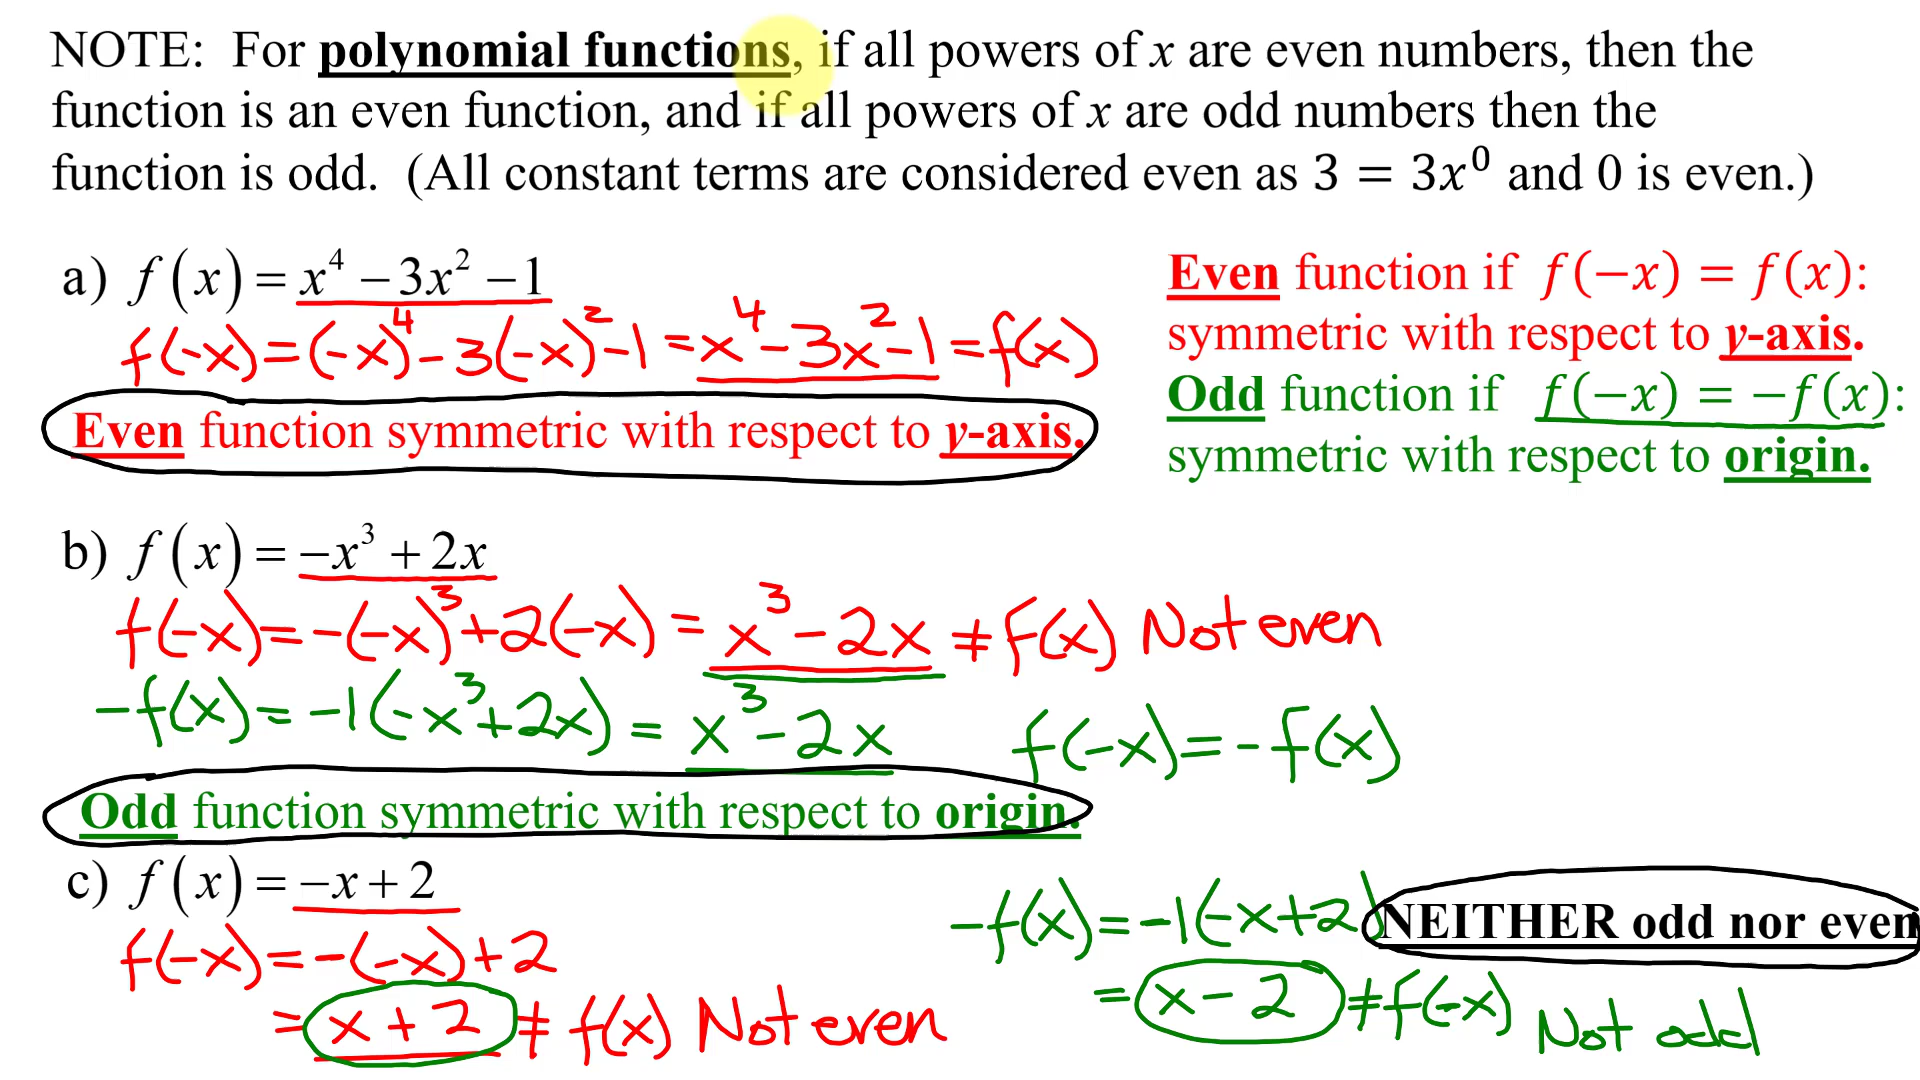 NOTE:  For polynomial functions, if all powers of x are even numbers, then the
function is an even function, and if all powers of x are odd numbers then the
function is odd.  (All constant terms are considered even as 3 = 3x⁰ and 0 is even.)
a) f(x) = x⁴ − 3x² − 1
f(-x) = (-x)⁴ - 3(-x)² - 1 = x⁴ - 3x² - 1 = f(x)
Even function symmetric with respect to y-axis.
Even function if f(−x) = f(x):
symmetric with respect to y-axis.
Odd function if f(−x) = −f(x):
symmetric with respect to origin.
b) f(x) = −x³ + 2x
f(-x) = -(-x)³ + 2(-x) = x³ - 2x ≠ f(x) Not even
-f(x) = -1(-x³ + 2x) = x³ - 2x
f(-x) = -f(x)
Odd function symmetric with respect to origin.
c) f(x) = −x + 2
f(-x) = -(-x) + 2
= x + 2 ≠ f(x) Not even
-f(x) = -1(-x + 2)
= x - 2 ≠ f(-x) Not odd
NEITHER odd nor even